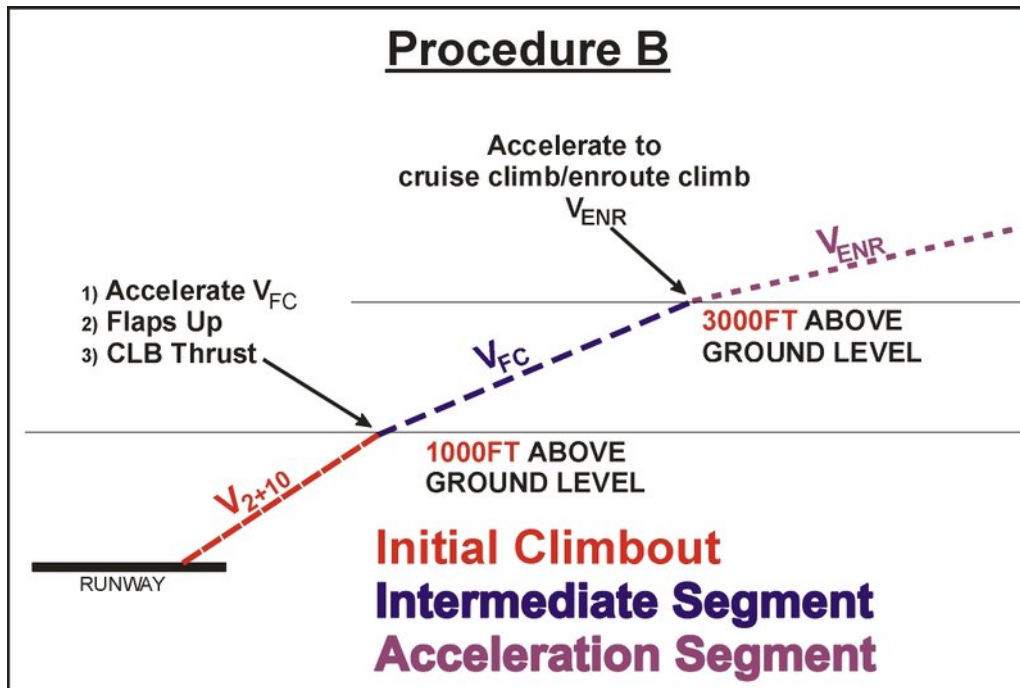 Procedure B
Accelerate to
cruise climb/enroute climb
VENR
VENR
1) Accelerate VFC
2) Flaps Up
3) CLB Thrust
3000FT ABOVE
GROUND LEVEL
VFC
1000FT ABOVE
GROUND LEVEL
V2+10
RUNWAY
Initial Climbout
Intermediate Segment
Acceleration Segment